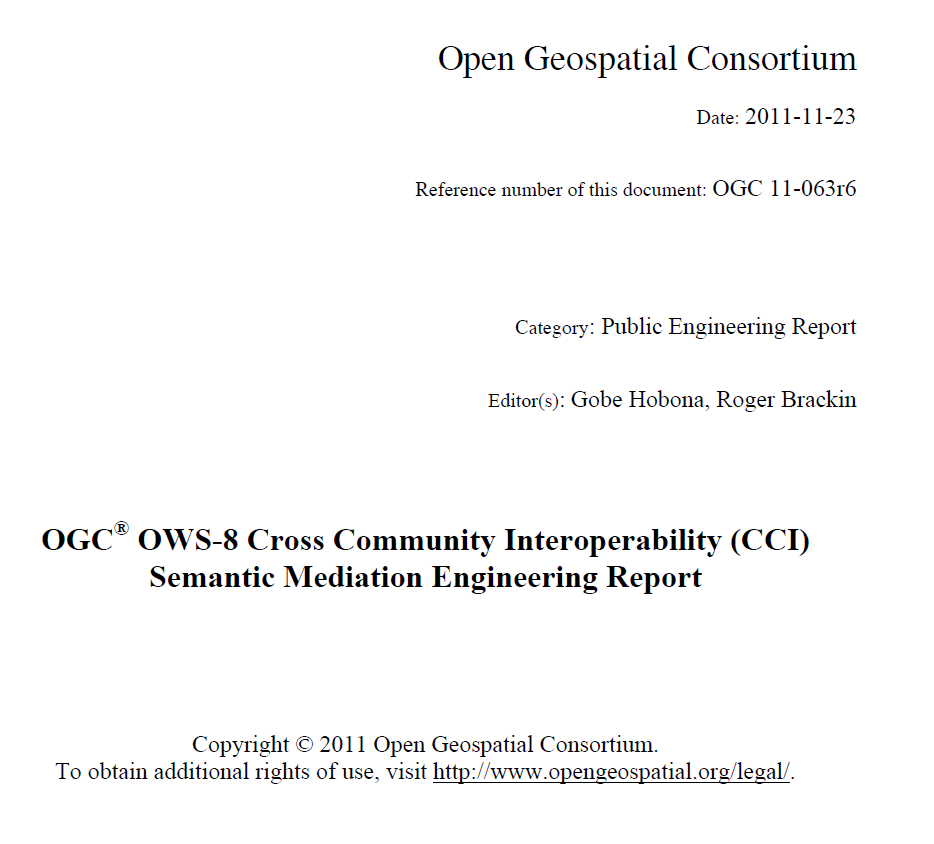 Open Geospatial Consortium
Date: 2011-11-23
Reference number of this document: OGC 11-063r6
Category: Public Engineering Report
Editor(s): Gobe Hobona, Roger Brackin
OGC® OWS-8 Cross Community Interoperability (CCI)
Semantic Mediation Engineering Report
Copyright © 2011 Open Geospatial Consortium.
To obtain additional rights of use, visit http://www.opengeospatial.org/legal/.